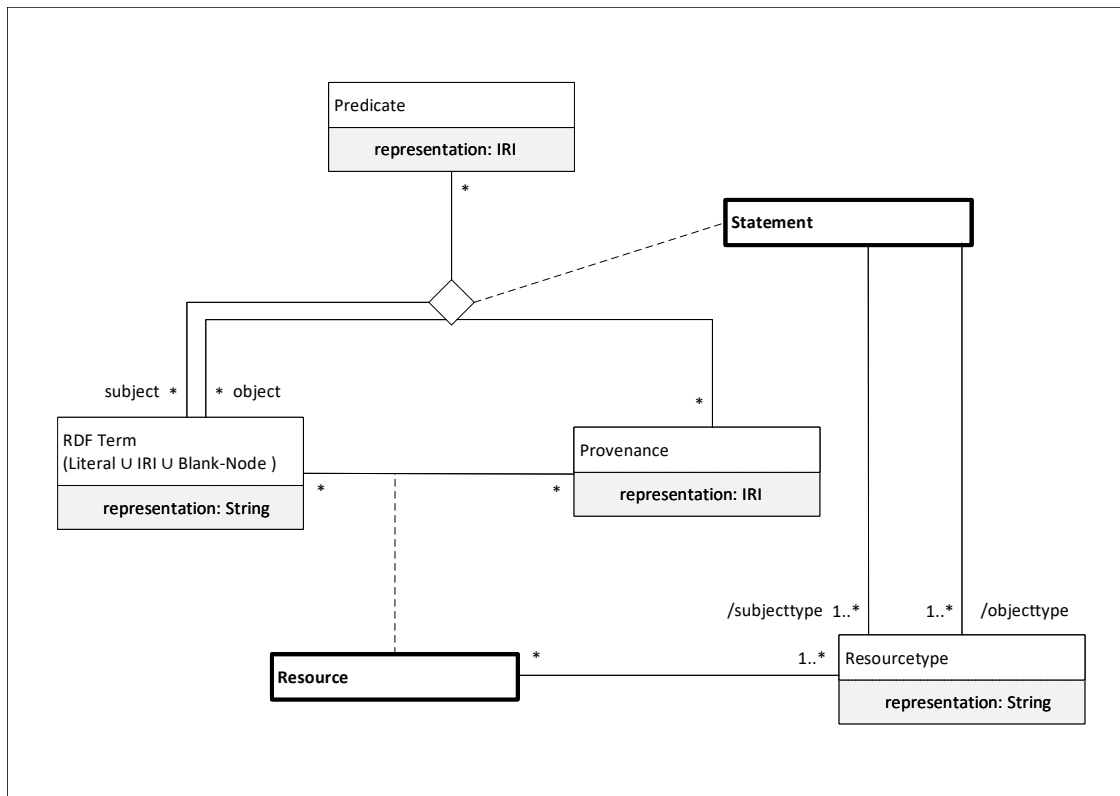 Predicate
representation: IRI
*
Statement
subject * * object
*
RDF Term
(Literal ∪ IRI ∪ Blank-Node )
representation: String
Provenance
representation: IRI
* *
/subjecttype 1..* 1..* /objecttype
Resource
* 1..*
Resourcetype
representation: String